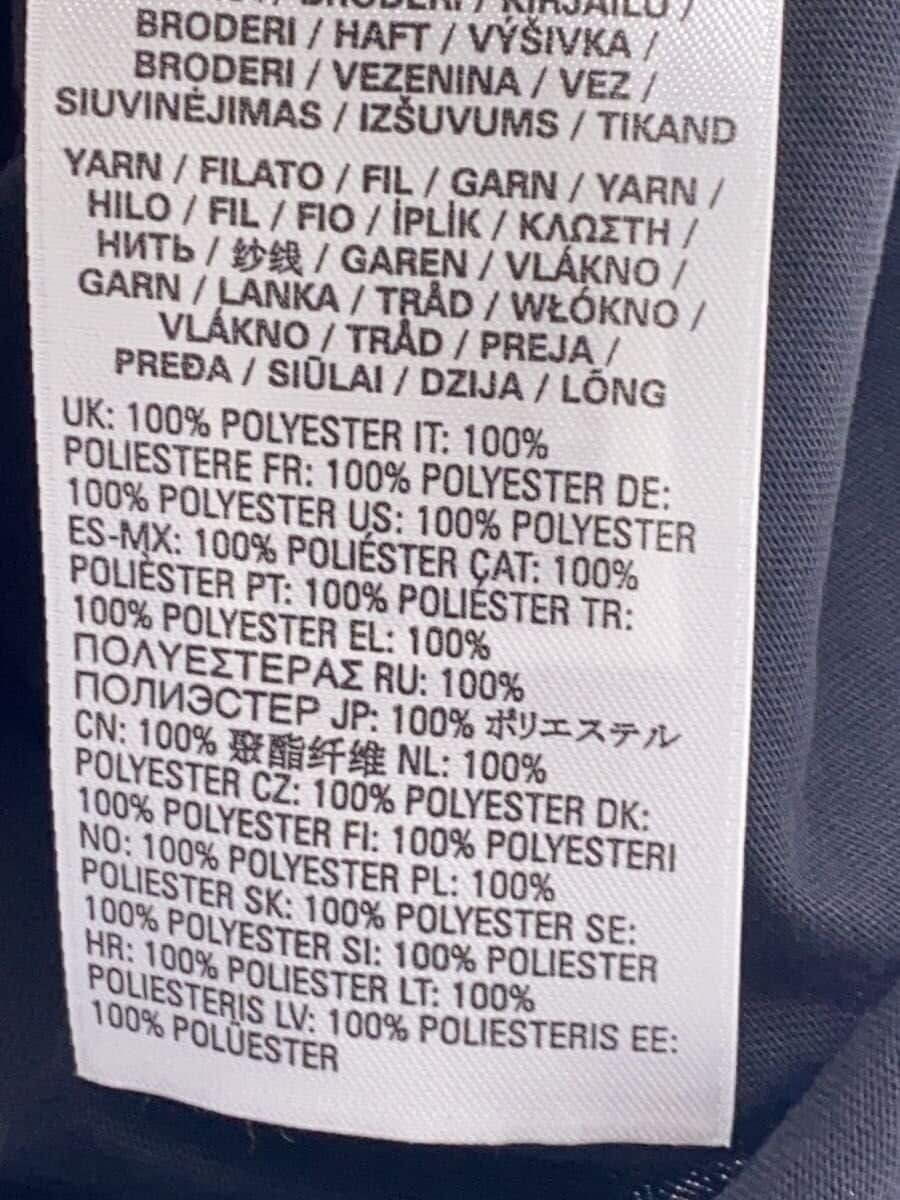 BRODERI / KIRJAILU /
BRODERI / HAFT / VÝŠIVKA /
BRODERI / VEZENINA / VEZ /
SIUVINĖJIMAS / IZŠUVUMS / TIKAND
YARN / FILATO / FIL / GARN / YARN /
HILO / FIL / FIO / İPLİK / ΚΛΩΣΤΗ /
НИТЬ / 纱线 / GAREN / VLÁKNO /
GARN / LANKA / TRÅD / WŁÓKNO /
VLÁKNO / TRÅD / PREJA /
PREĐA / SIŪLAI / DZIJA / LÕNG
UK: 100% POLYESTER IT: 100%
POLIESTERE FR: 100% POLYESTER DE:
100% POLYESTER US: 100% POLYESTER
ES-MX: 100% POLIÉSTER CAT: 100%
POLIÈSTER PT: 100% POLIÉSTER TR:
100% POLYESTER EL: 100%
ΠΟΛΥΕΣΤΕΡΑΣ RU: 100%
ПОЛИЭСТЕР JP: 100% ポリエステル
CN: 100% 聚酯纤维 NL: 100%
POLYESTER CZ: 100% POLYESTER DK:
100% POLYESTER FI: 100% POLYESTERI
NO: 100% POLYESTER PL: 100%
POLIESTER SK: 100% POLYESTER SE:
100% POLYESTER SI: 100% POLIESTER
HR: 100% POLIESTER LT: 100%
POLIESTERIS LV: 100% POLIESTERIS EE:
100% POLÜESTER